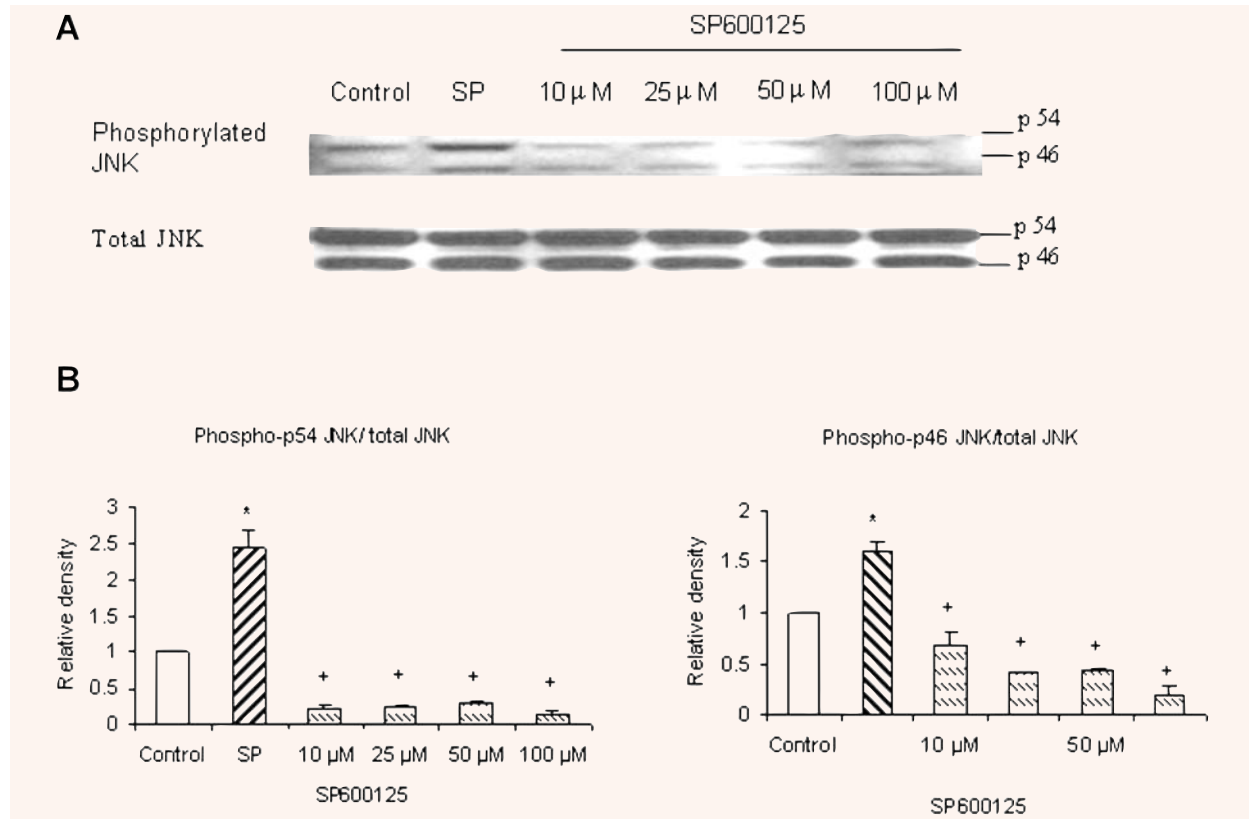 A
SP600125
Control SP 10 µ M 25 µ M 50 µ M 100 µ M
Phosphorylated
JNK
p 54
p 46
Total JNK
p 54
p 46
B
Phospho-p54 JNK/ total JNK
Relative density
3
2.5
2
1.5
1
0.5
0
*
+ + + +
Control SP 10 µM 25 µM 50 µM 100 µM
SP600125
Phospho-p46 JNK/total JNK
Relative density
2
1.5
1
0.5
0
*
+ + + +
Control 10 µM 50 µM
SP600125